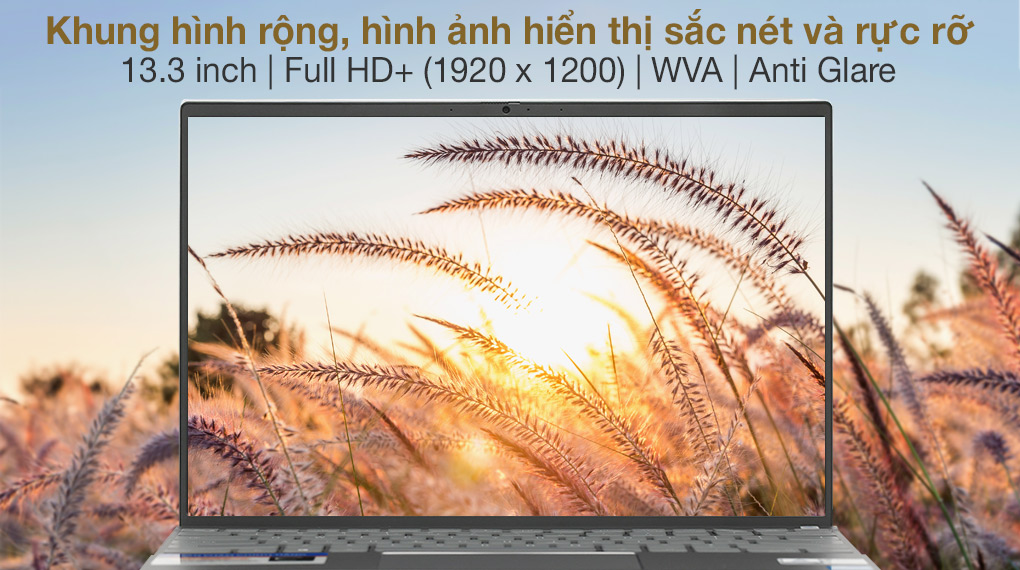 Khung hình rộng, hình ảnh hiển thị sắc nét và rực rỡ
13.3 inch | Full HD+ (1920 x 1200) | WVA | Anti Glare